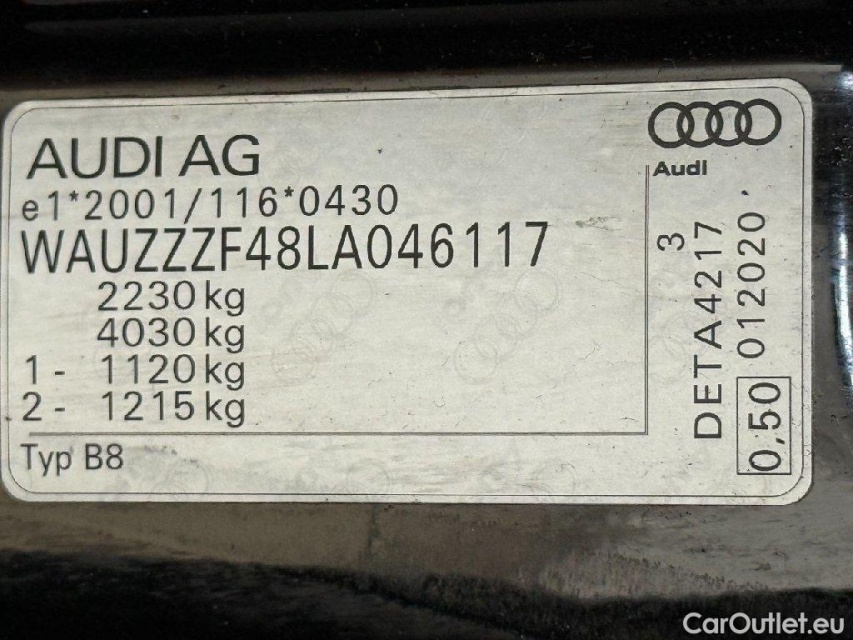 AUDI AG
e1*2001/116*0430
WAUZZZF48LA046117
2230 kg
4030 kg
1 - 1120 kg
2 - 1215 kg
Typ B8
Audi
3
DETA4217
012020
0,50
CarOutlet.eu